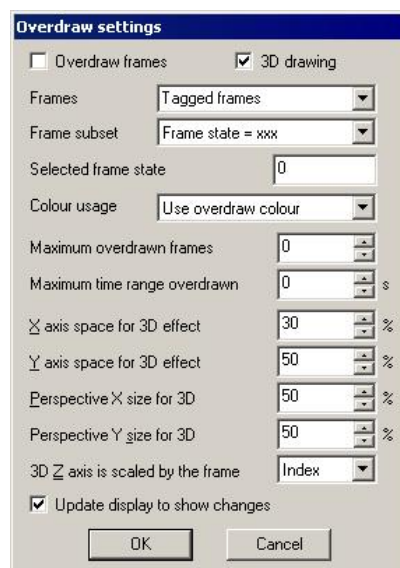 Overdraw settings
Overdraw frames 3D drawing
Frames Tagged frames
Frame subset Frame state = xxx
Selected frame state 0
Colour usage Use overdraw colour
Maximum overdrawn frames 0
Maximum time range overdrawn 0 s
X axis space for 3D effect 30 %
Y axis space for 3D effect 50 %
Perspective X size for 3D 50 %
Perspective Y size for 3D 50 %
3D Z axis is scaled by the frame Index
Update display to show changes
OK Cancel